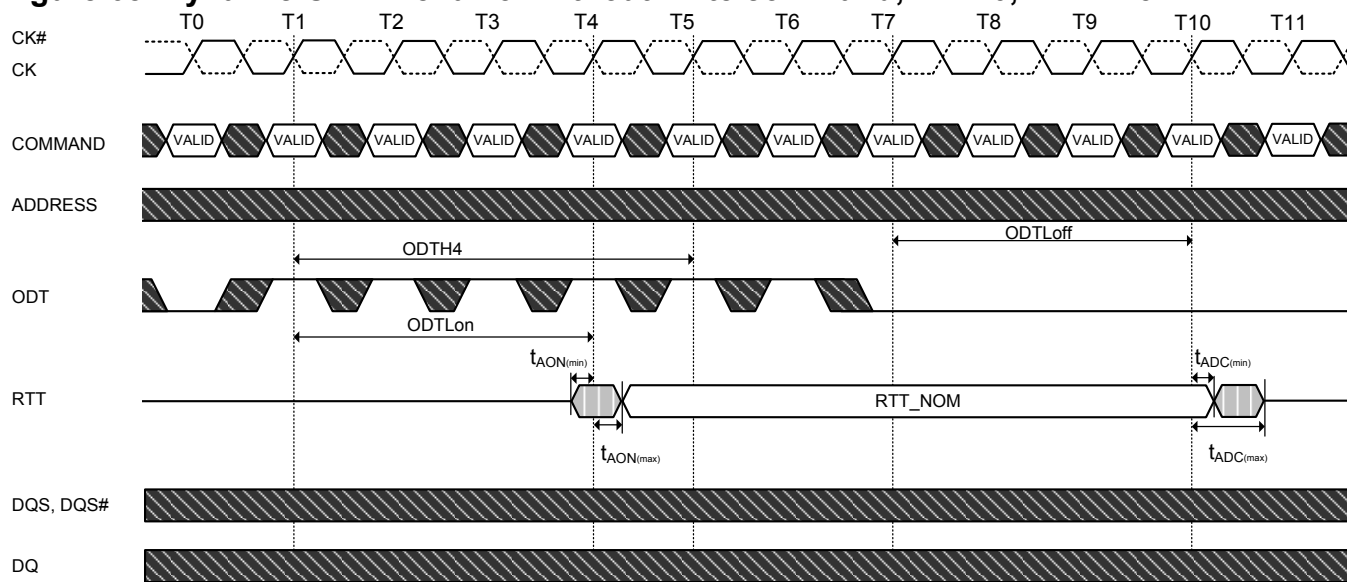 T0 T1 T2 T3 T4 T5 T6 T7 T8 T9 T10 T11
CK#
CK
COMMAND VALID VALID VALID VALID VALID VALID VALID VALID VALID VALID VALID VALID
ADDRESS
ODTLoff
ODTH4
ODT
ODTLon
tAON(min) tADC(min)
RTT RTT_NOM
tAON(max) tADC(max)
DQS, DQS#
DQ